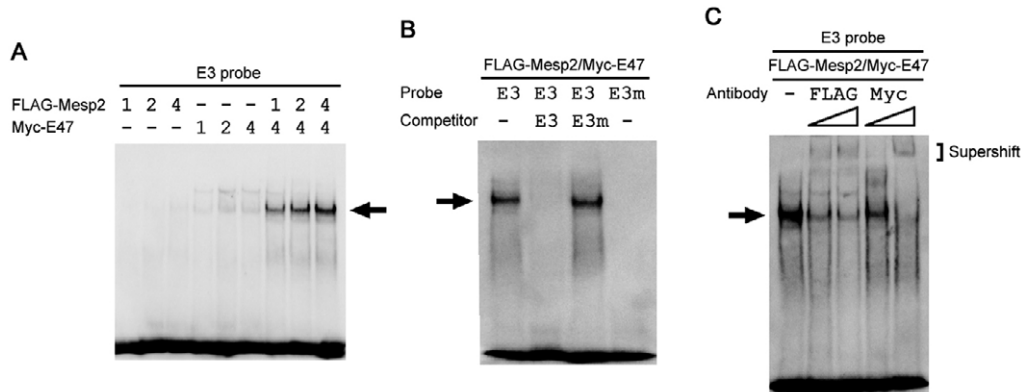 A
E3 probe
FLAG-Mesp2 1 2 4 – – – 1 2 4
Myc-E47 – – – 1 2 4 4 4 4
B
FLAG-Mesp2/Myc-E47
Probe E3 E3 E3 E3m
Competitor – E3 E3m –
C
E3 probe
FLAG-Mesp2/Myc-E47
Antibody – FLAG Myc
Supershift